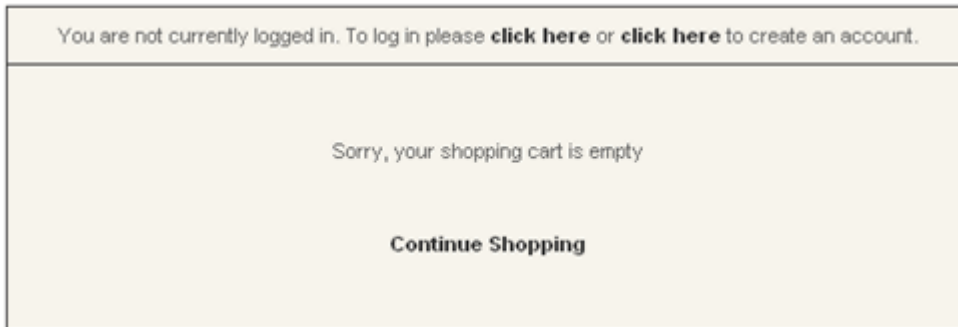 You are not currently logged in. To log in please click here or click here to create an account.
Sorry, your shopping cart is empty
Continue Shopping